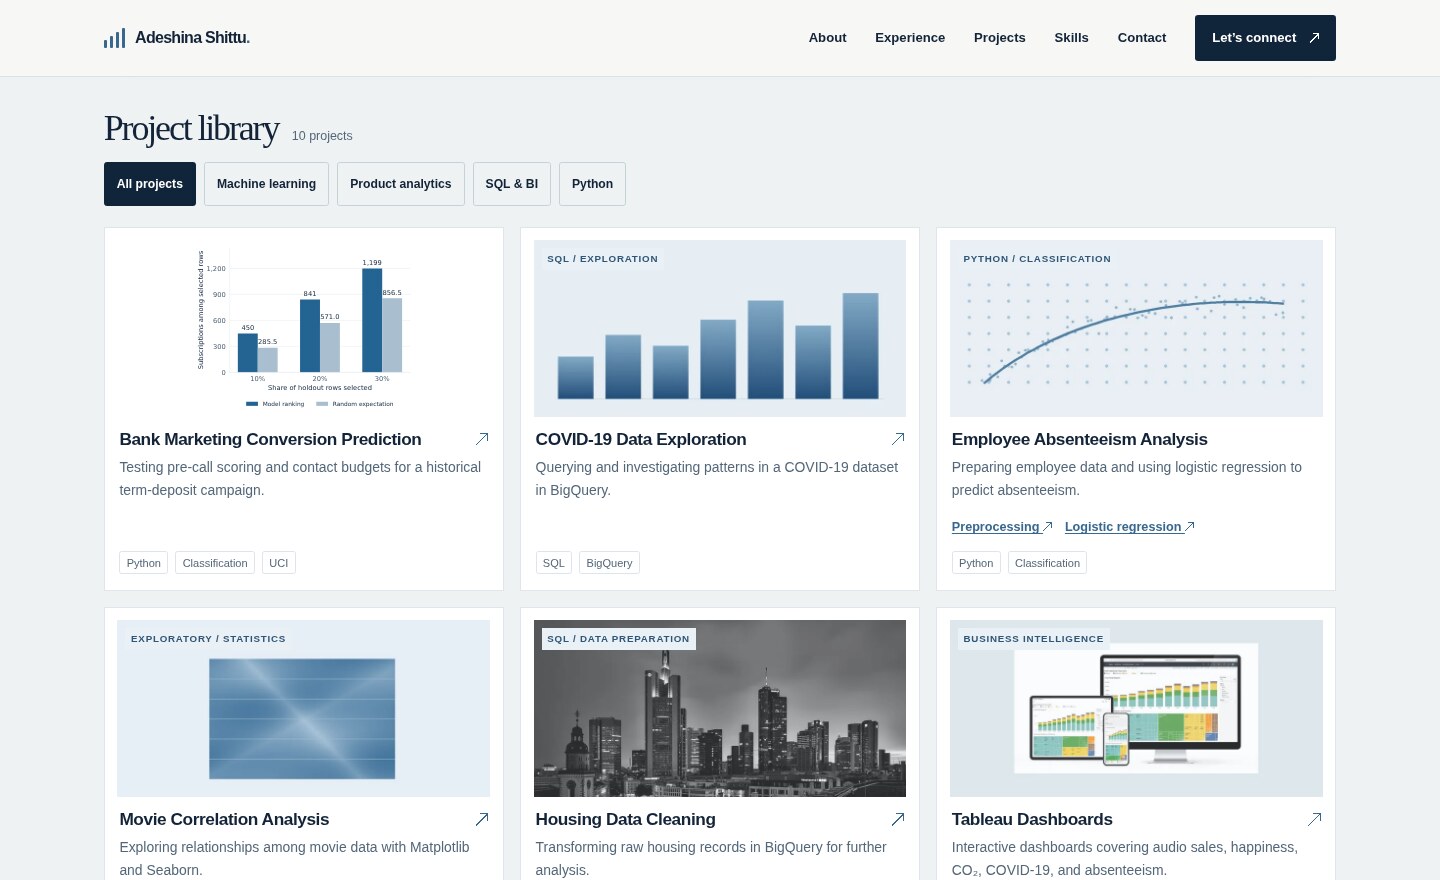 Adeshina Shittu.
About
Experience
Projects
Skills
Contact
Let’s connect
Project library
10 projects
All projects
Machine learning
Product analytics
SQL & BI
Python
Subscriptions among selected rows
1,200
900
600
300
0
450
285.5
841
571.0
1,199
856.5
10%
20%
30%
Share of holdout rows selected
Model ranking
Random expectation
Bank Marketing Conversion Prediction
Testing pre-call scoring and contact budgets for a historical
term-deposit campaign.
Python
Classification
UCI
SQL / EXPLORATION
COVID-19 Data Exploration
Querying and investigating patterns in a COVID-19 dataset
in BigQuery.
SQL
BigQuery
PYTHON / CLASSIFICATION
Employee Absenteeism Analysis
Preparing employee data and using logistic regression to
predict absenteeism.
Preprocessing
Logistic regression
Python
Classification
EXPLORATORY / STATISTICS
Movie Correlation Analysis
Exploring relationships among movie data with Matplotlib
and Seaborn.
SQL / DATA PREPARATION
Housing Data Cleaning
Transforming raw housing records in BigQuery for further
analysis.
BUSINESS INTELLIGENCE
Tableau Dashboards
Interactive dashboards covering audio sales, happiness,
CO₂, COVID-19, and absenteeism.